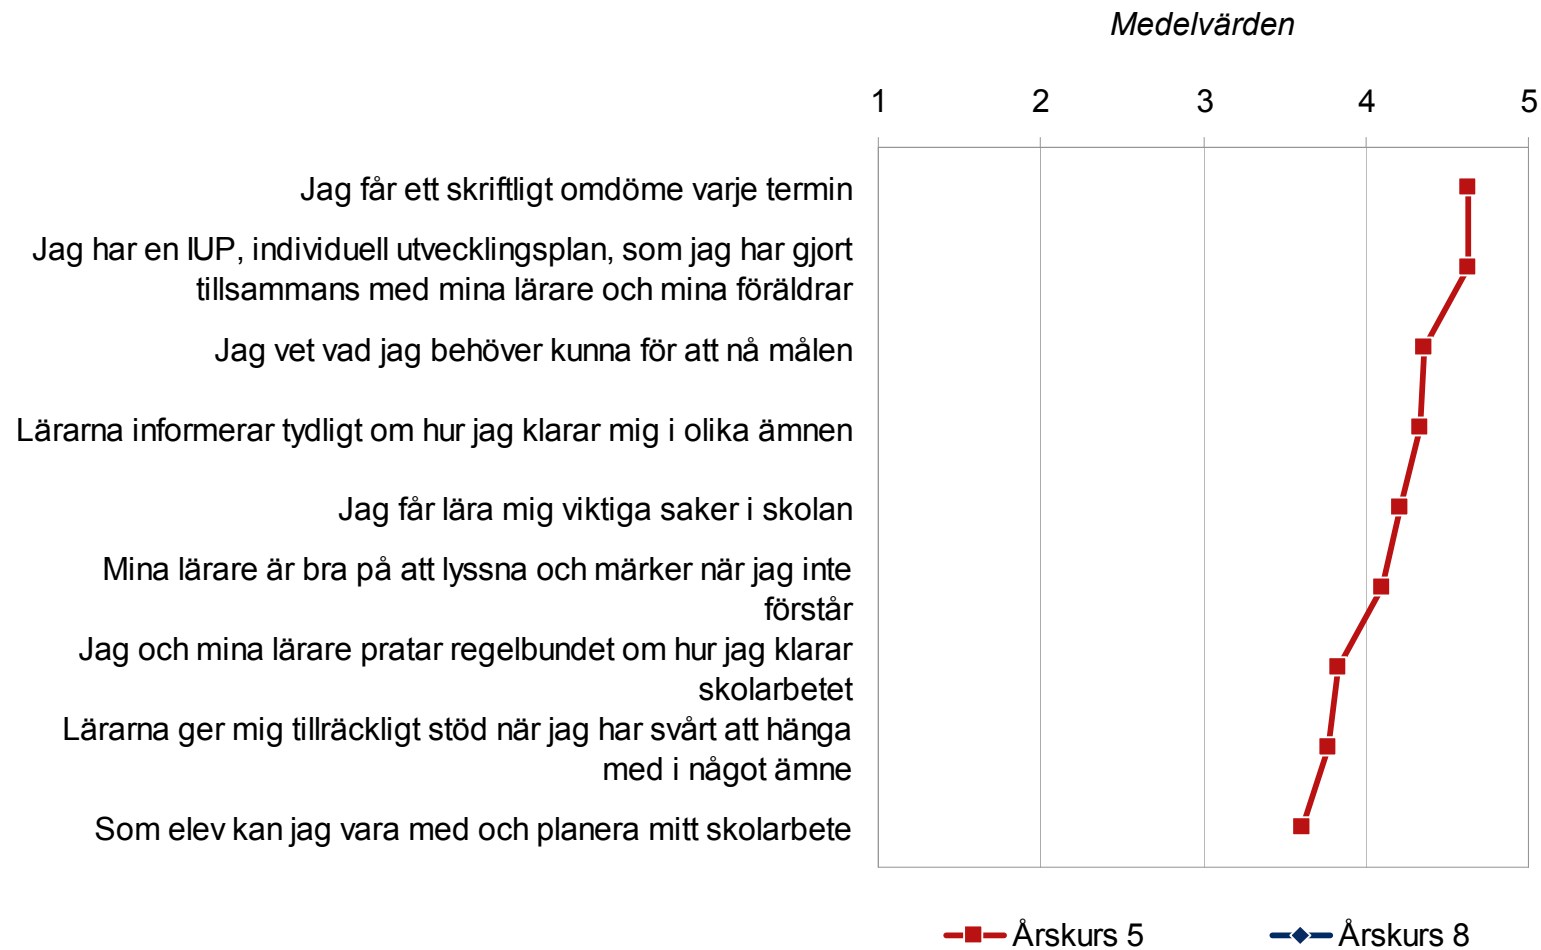 Medelvärden
1 2 3 4 5
Jag får ett skriftligt omdöme varje termin
Jag har en IUP, individuell utvecklingsplan, som jag har gjort
tillsammans med mina lärare och mina föräldrar
Jag vet vad jag behöver kunna för att nå målen
Lärarna informerar tydligt om hur jag klarar mig i olika ämnen
Jag får lära mig viktiga saker i skolan
Mina lärare är bra på att lyssna och märker när jag inte
förstår
Jag och mina lärare pratar regelbundet om hur jag klarar
skolarbetet
Lärarna ger mig tillräckligt stöd när jag har svårt att hänga
med i något ämne
Som elev kan jag vara med och planera mitt skolarbete
Årskurs 5 Årskurs 8